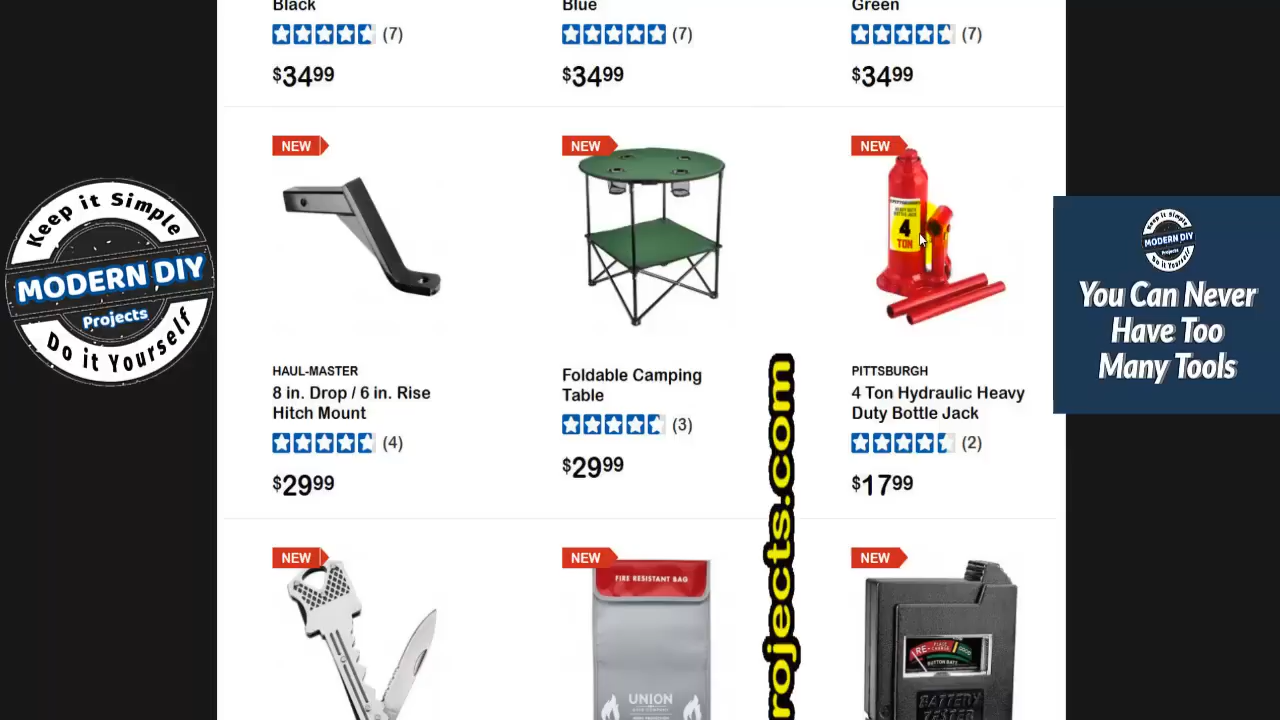 Black
Blue
Green
(7)
(7)
(7)
$34.99
$34.99
$34.99
NEW
NEW
NEW
4
TON
HAUL-MASTER
8 in. Drop / 6 in. Rise
Hitch Mount
(4)
$29.99
Foldable Camping
Table
(3)
$29.99
PITTSBURGH
4 Ton Hydraulic Heavy
Duty Bottle Jack
(2)
$17.99
NEW
NEW
NEW
FIRE RESISTANT BAG
UNION
BATTERY
TESTER
rojects.com
Keep it Simple
MODERN DIY
Projects
Do it Yourself
Keep it Simple
MODERN DIY
Projects
Do it Yourself
You Can Never
Have Too
Many Tools